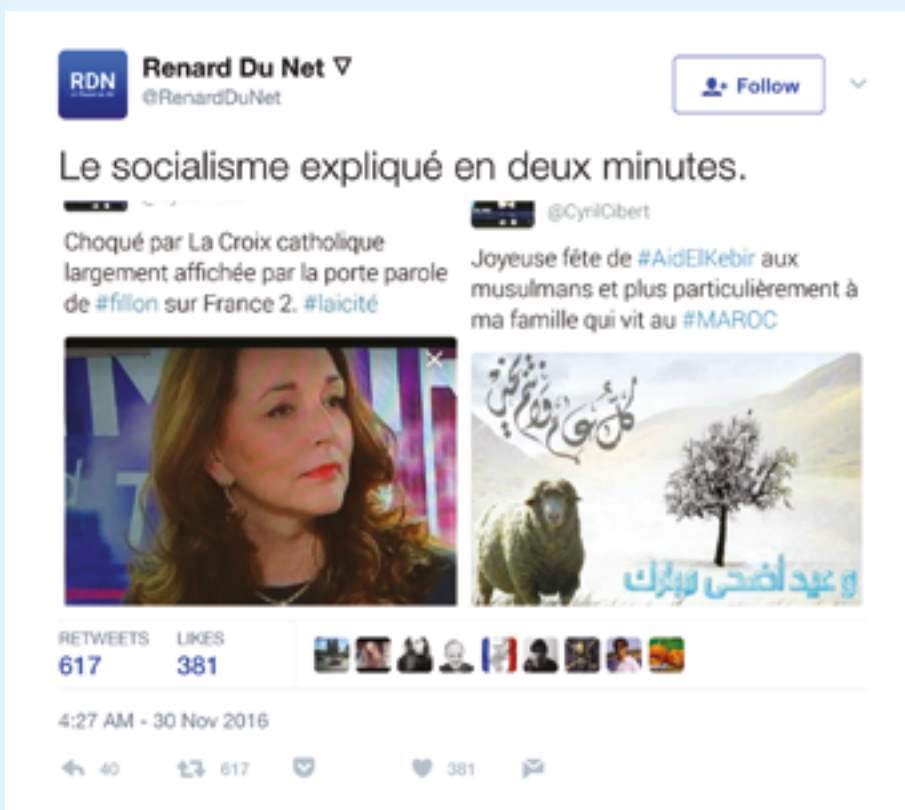 RDN
Renard Du Net ∇
@RenardDuNet
Follow
Le socialisme expliqué en deux minutes.
Choqué par La Croix catholique
largement affichée par la porte parole
de #fillon sur France 2. #laicité
@CyrilCibert
Joyeuse fête de #AidElKebir aux
musulmans et plus particulièrement à
ma famille qui vit au #MAROC
كل عام وأنتم بخير
و عيد أضحى مبارك
RETWEETS
617
LIKES
381
4:27 AM - 30 Nov 2016
40
617
381